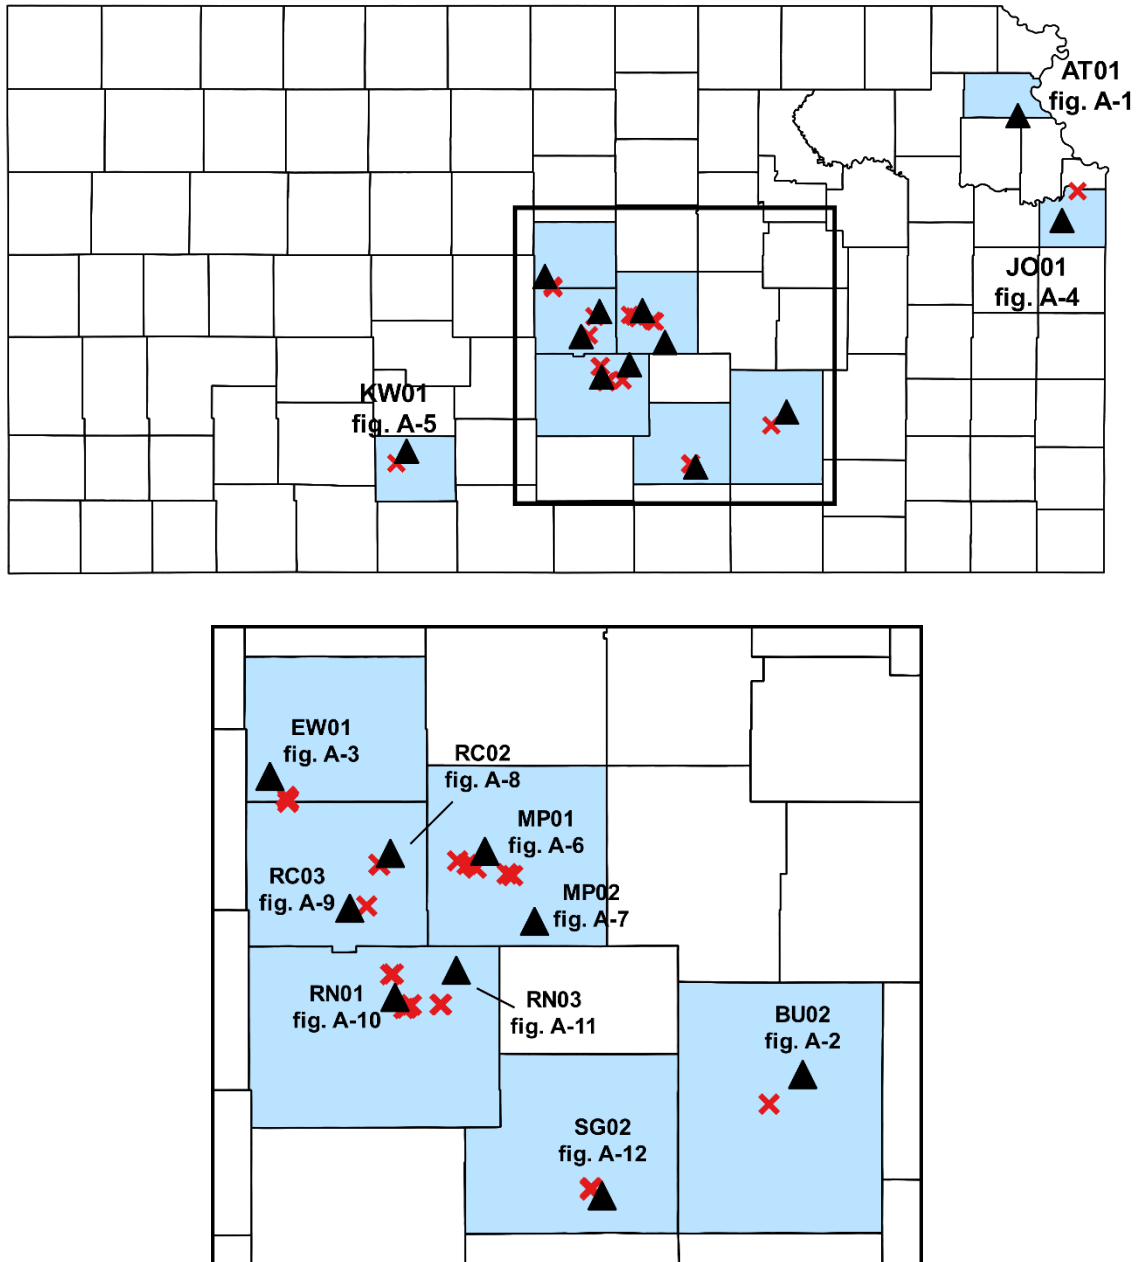 AT01
fig. A-1
JO01
fig. A-4
KW01
fig. A-5
EW01
fig. A-3
RC02
fig. A-8
MP01
fig. A-6
RC03
fig. A-9
MP02
fig. A-7
RN01
fig. A-10
RN03
fig. A-11
BU02
fig. A-2
SG02
fig. A-12